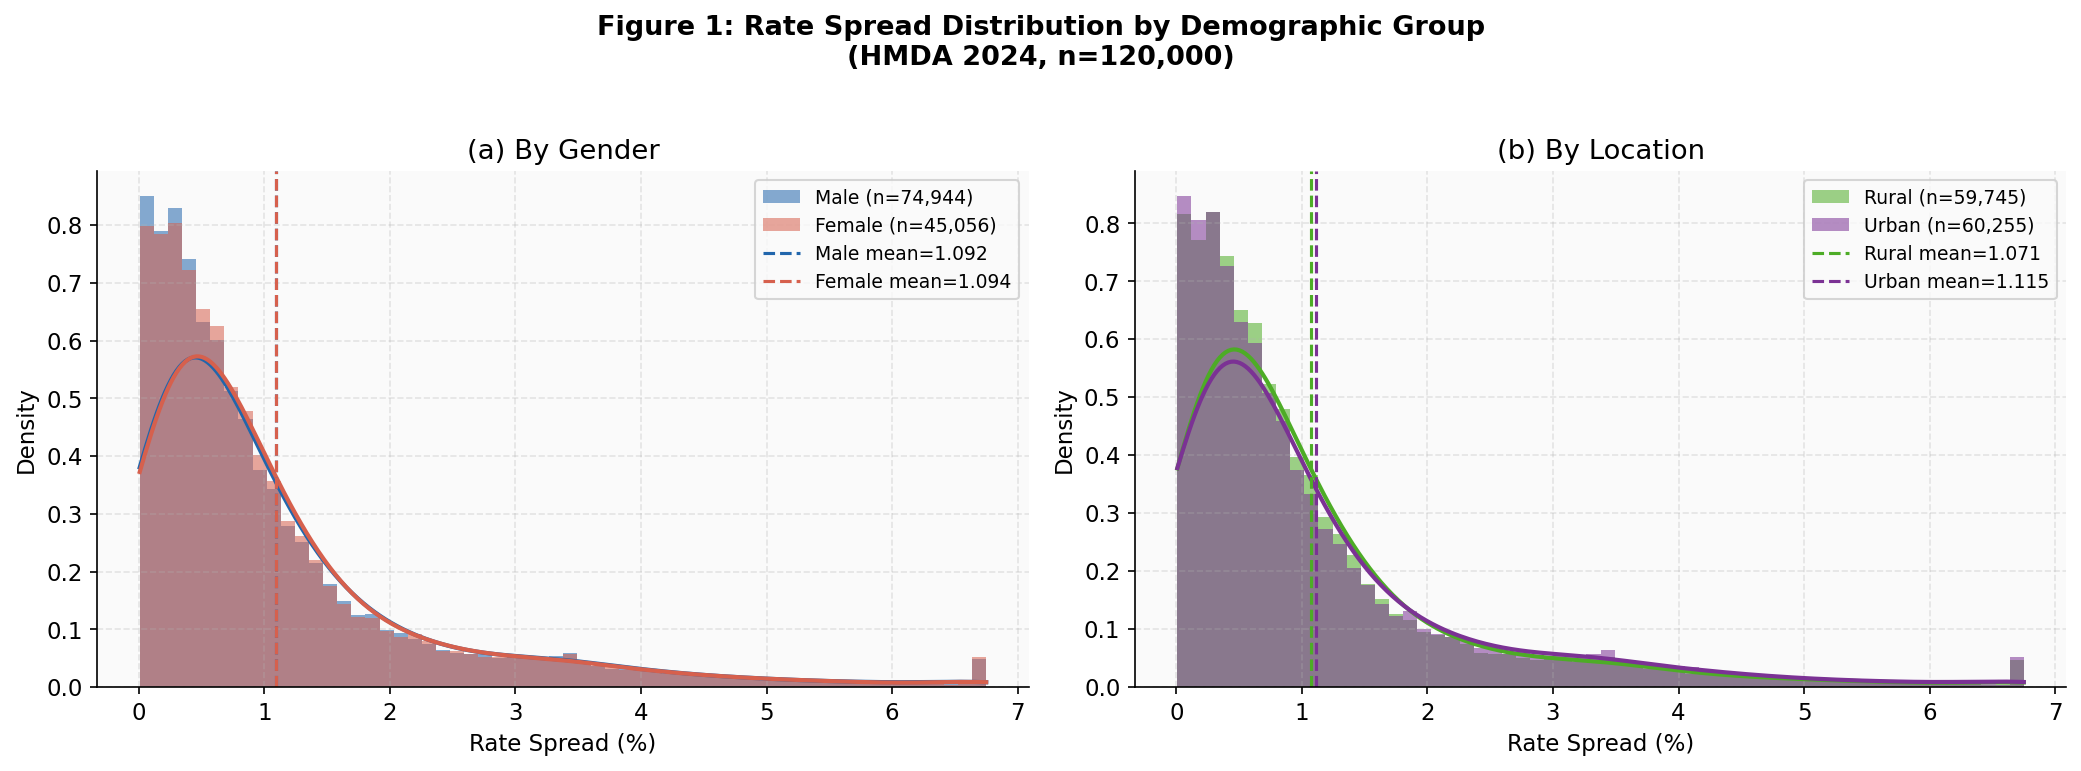 Figure 1: Rate Spread Distribution by Demographic Group
(HMDA 2024, n=120,000)
(a) By Gender
Male (n=74,944)
Female (n=45,056)
Male mean=1.092
Female mean=1.094
Density
0.8
0.7
0.6
0.5
0.4
0.3
0.2
0.1
0.0
0 1 2 3 4 5 6 7
Rate Spread (%)
(b) By Location
Rural (n=59,745)
Urban (n=60,255)
Rural mean=1.071
Urban mean=1.115
Density
0.8
0.7
0.6
0.5
0.4
0.3
0.2
0.1
0.0
0 1 2 3 4 5 6 7
Rate Spread (%)